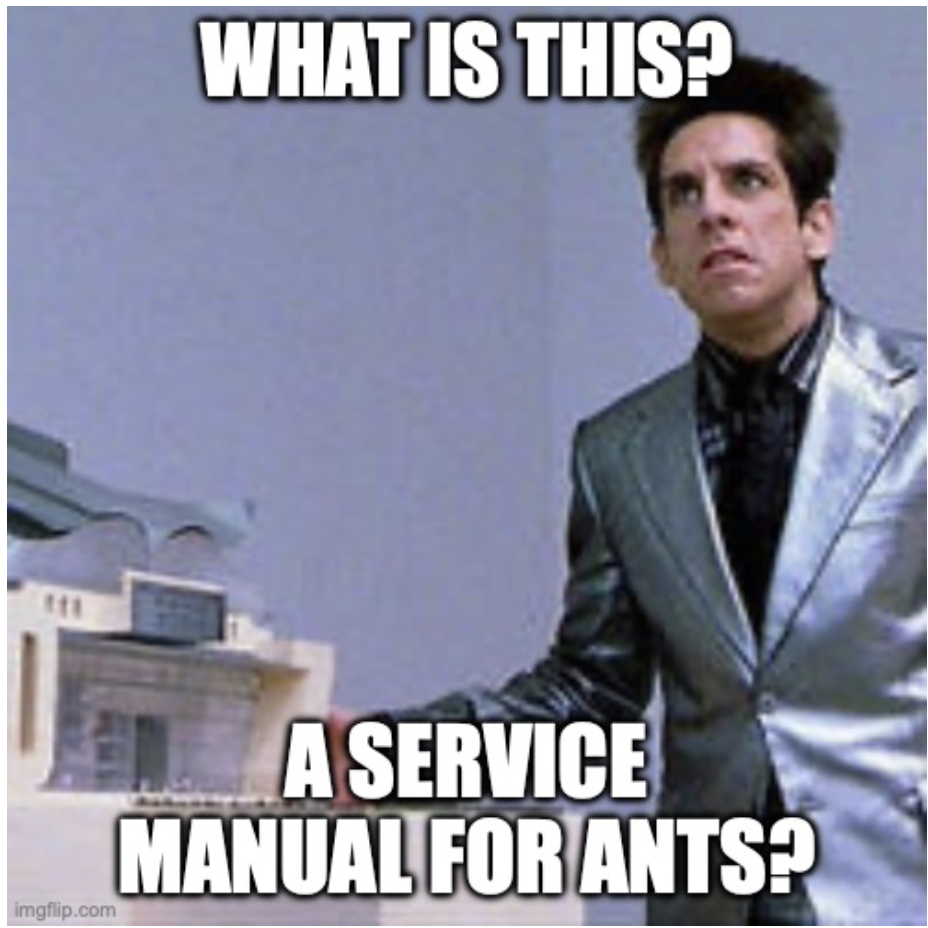 WHAT IS THIS?
A SERVICE
MANUAL FOR ANTS?
imgflip.com